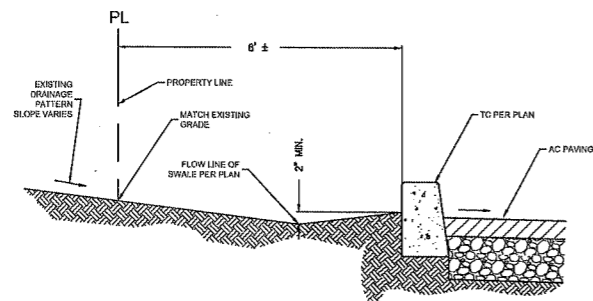 PL
6' ±
EXISTING
DRAINAGE
PATTERN
SLOPE VARIES
PROPERTY LINE
MATCH EXISTING
GRADE
FLOW LINE OF
SWALE PER PLAN
2" MIN.
TC PER PLAN
AC PAVING